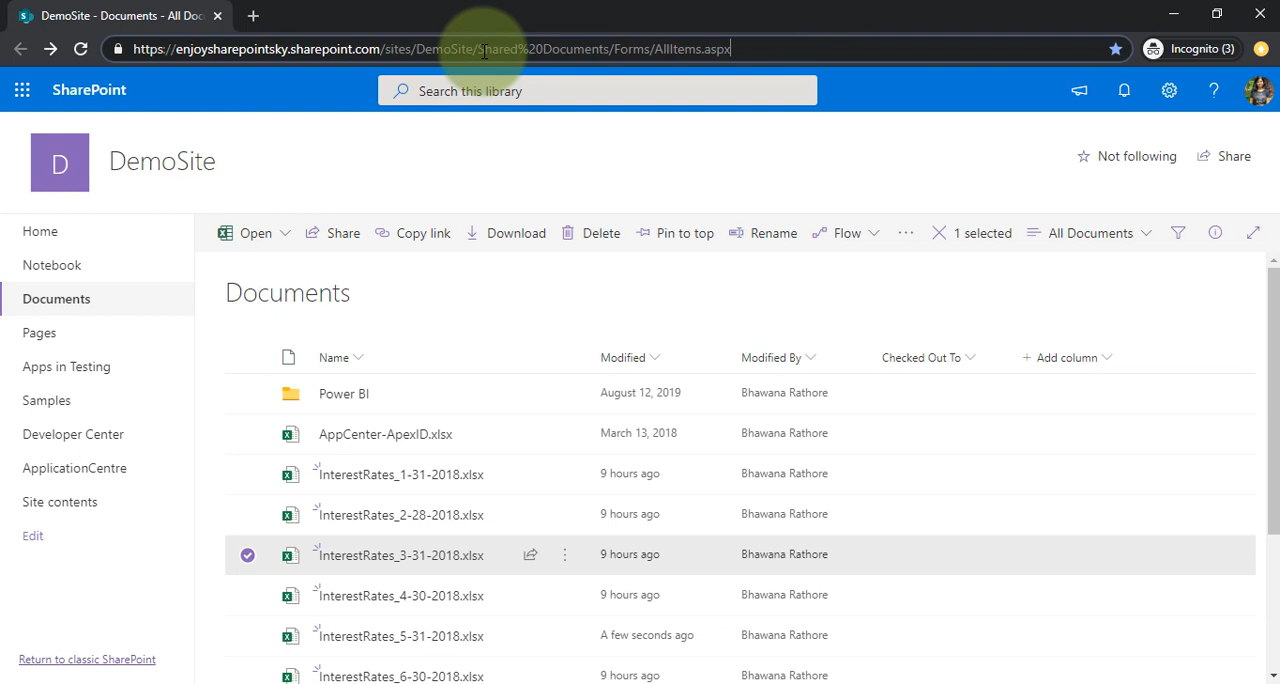 DemoSite - Documents - All Doc
https://enjoysharepointsky.sharepoint.com/sites/DemoSite/Shared%20Documents/Forms/AllItems.aspx
Incognito (3)
SharePoint
Search this library
D
DemoSite
Not following
Share
Home
Notebook
Documents
Pages
Apps in Testing
Samples
Developer Center
ApplicationCentre
Site contents
Edit
Return to classic SharePoint
Open Share Copy link Download Delete Pin to top Rename Flow 1 selected All Documents
Documents
Name Modified Modified By Checked Out To + Add column
Power BI August 12, 2019 Bhawana Rathore
AppCenter-ApexID.xlsx March 13, 2018 Bhawana Rathore
InterestRates_1-31-2018.xlsx 9 hours ago Bhawana Rathore
InterestRates_2-28-2018.xlsx 9 hours ago Bhawana Rathore
InterestRates_3-31-2018.xlsx 9 hours ago Bhawana Rathore
InterestRates_4-30-2018.xlsx 9 hours ago Bhawana Rathore
InterestRates_5-31-2018.xlsx A few seconds ago Bhawana Rathore
InterestRates_6-30-2018.xlsx 9 hours ago Bhawana Rathore